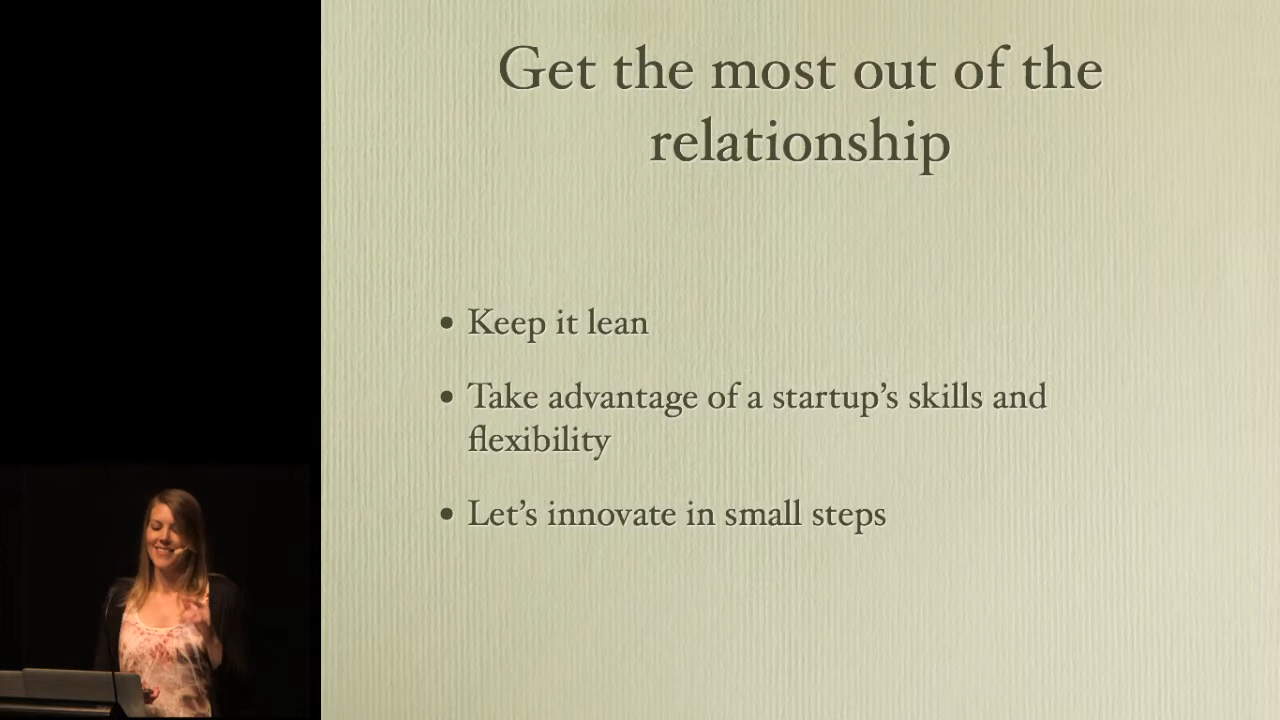 Get the most out of the
relationship
• Keep it lean
• Take advantage of a startup’s skills and
flexibility
• Let’s innovate in small steps